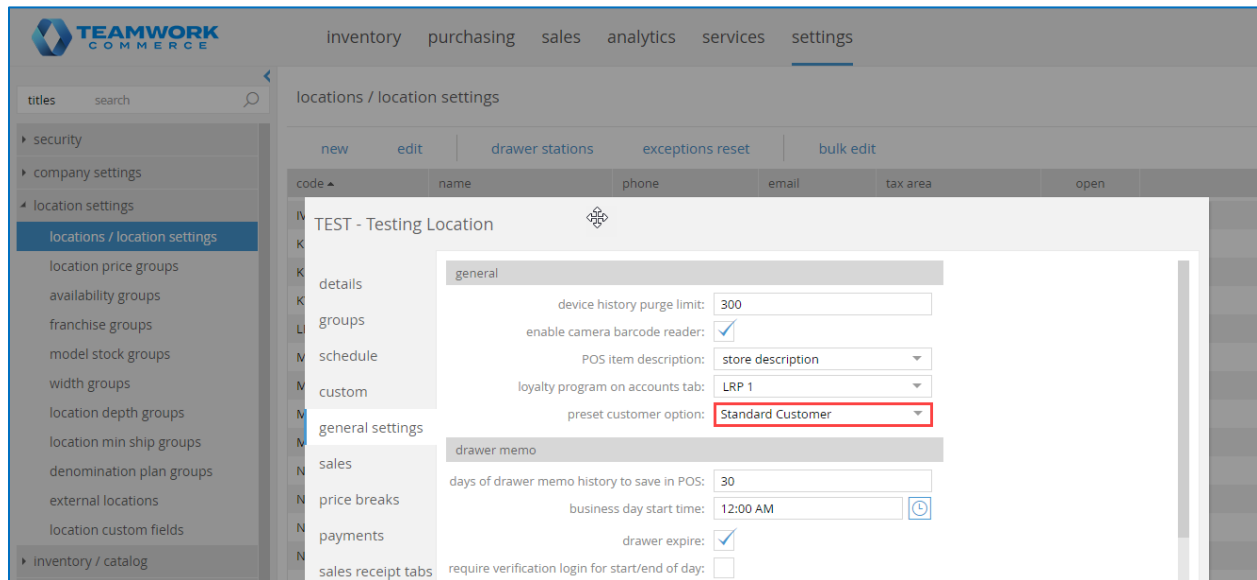 TEAMWORK
COMMERCE
inventory purchasing sales analytics services settings
titles search
locations / location settings
new edit drawer stations exceptions reset bulk edit
code name phone email tax area open
security
company settings
location settings
locations / location settings
location price groups
availability groups
franchise groups
model stock groups
width groups
location depth groups
location min ship groups
denomination plan groups
external locations
location custom fields
inventory / catalog
TEST - Testing Location
details
groups
schedule
custom
general settings
sales
price breaks
payments
sales receipt tabs
general
device history purge limit: 300
enable camera barcode reader:
POS item description: store description
loyalty program on accounts tab: LRP 1
preset customer option: Standard Customer
drawer memo
days of drawer memo history to save in POS: 30
business day start time: 12:00 AM
drawer expire:
require verification login for start/end of day: